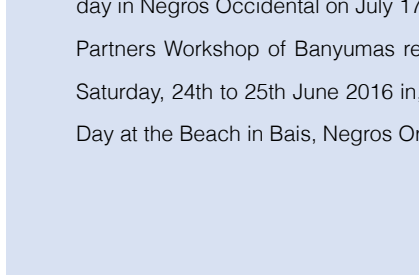 day in Negros Occidental on July 17
Partners Workshop of Banyumas re
Saturday, 24th to 25th June 2016 in
Day at the Beach in Bais, Negros Or